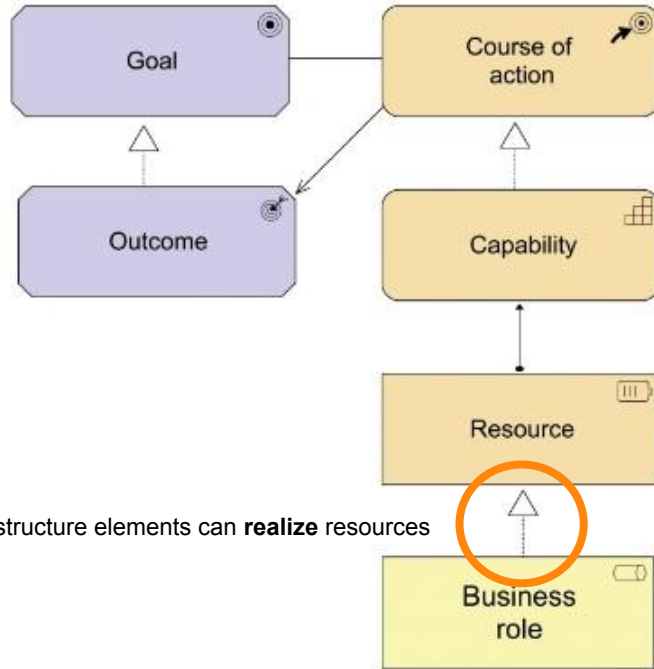 Goal
Course of
action
Outcome
Capability
Resource
structure elements can realize resources
Business
role